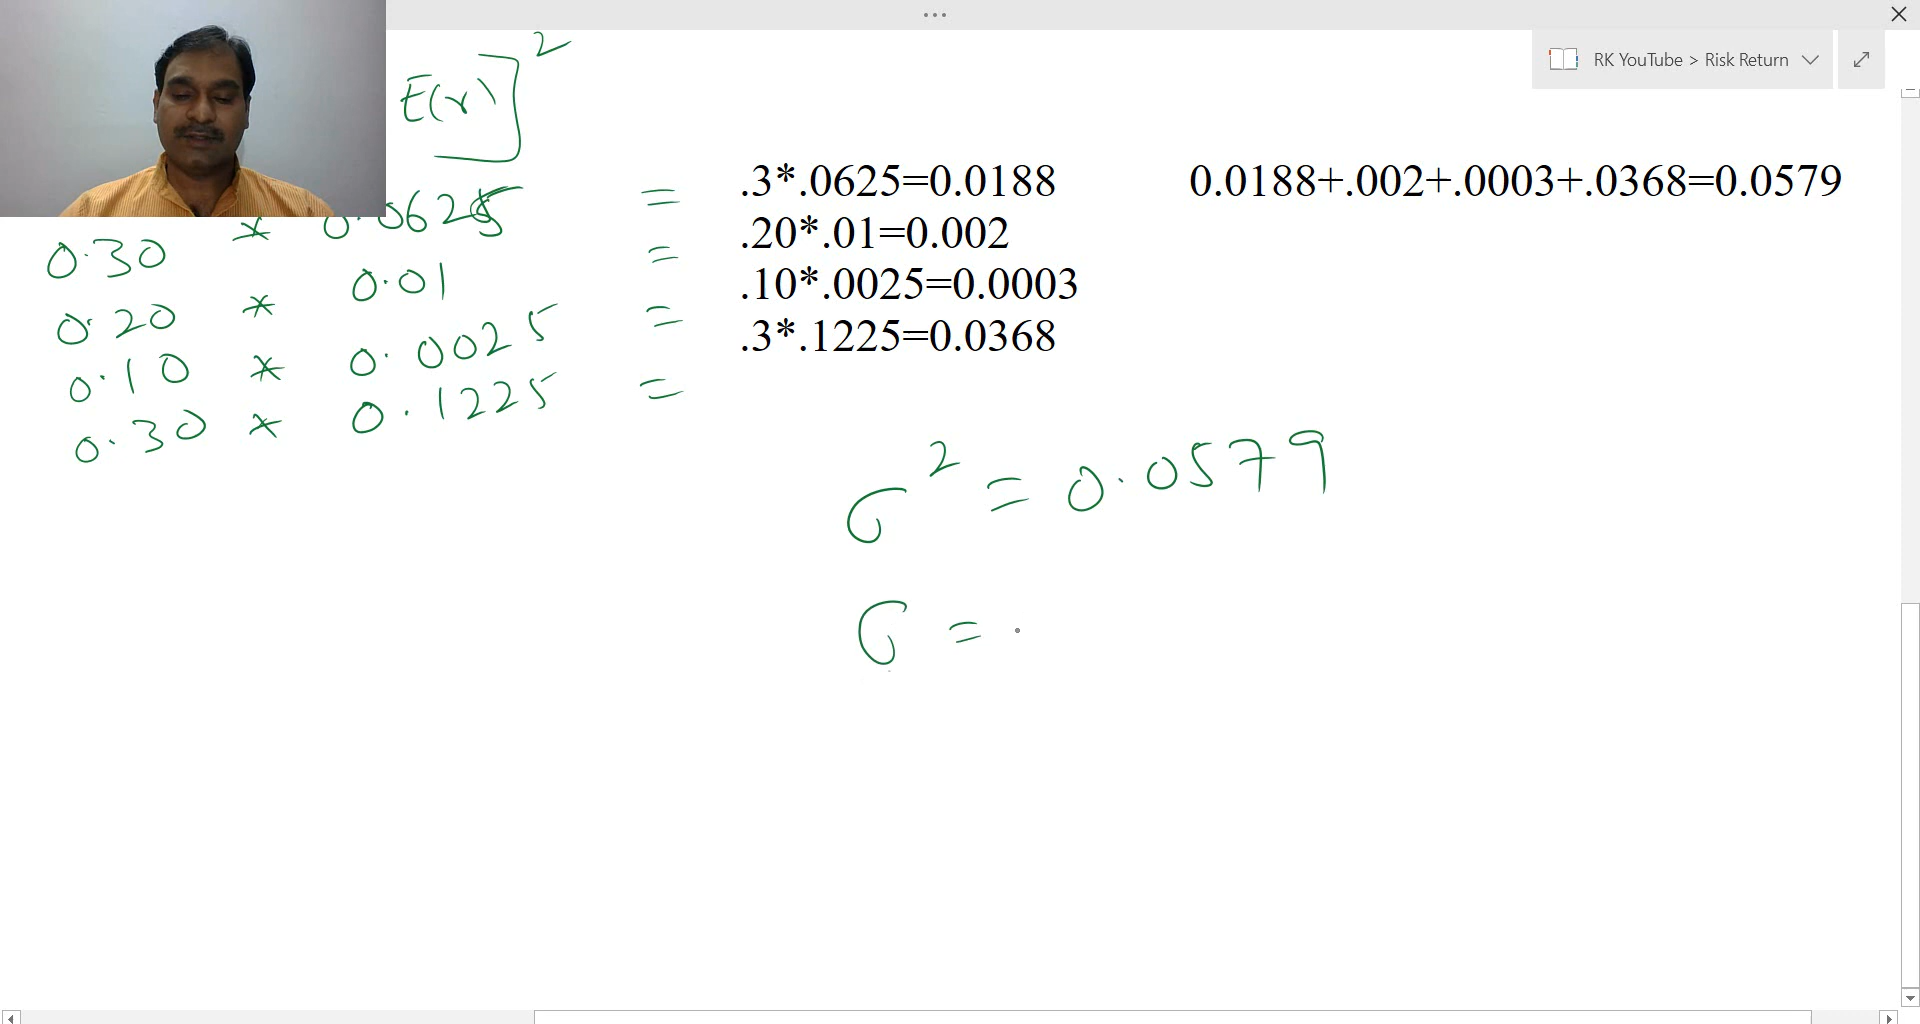 RK YouTube > Risk Return
E(r)]²
0.30 * 0.0625 = .3*.0625=0.0188 0.0188+.002+.0003+.0368=0.0579
0.20 * 0.01 = .20*.01=0.002
0.10 * 0.0025 = .10*.0025=0.0003
0.30 * 0.1225 = .3*.1225=0.0368
σ² = 0.0579
σ =